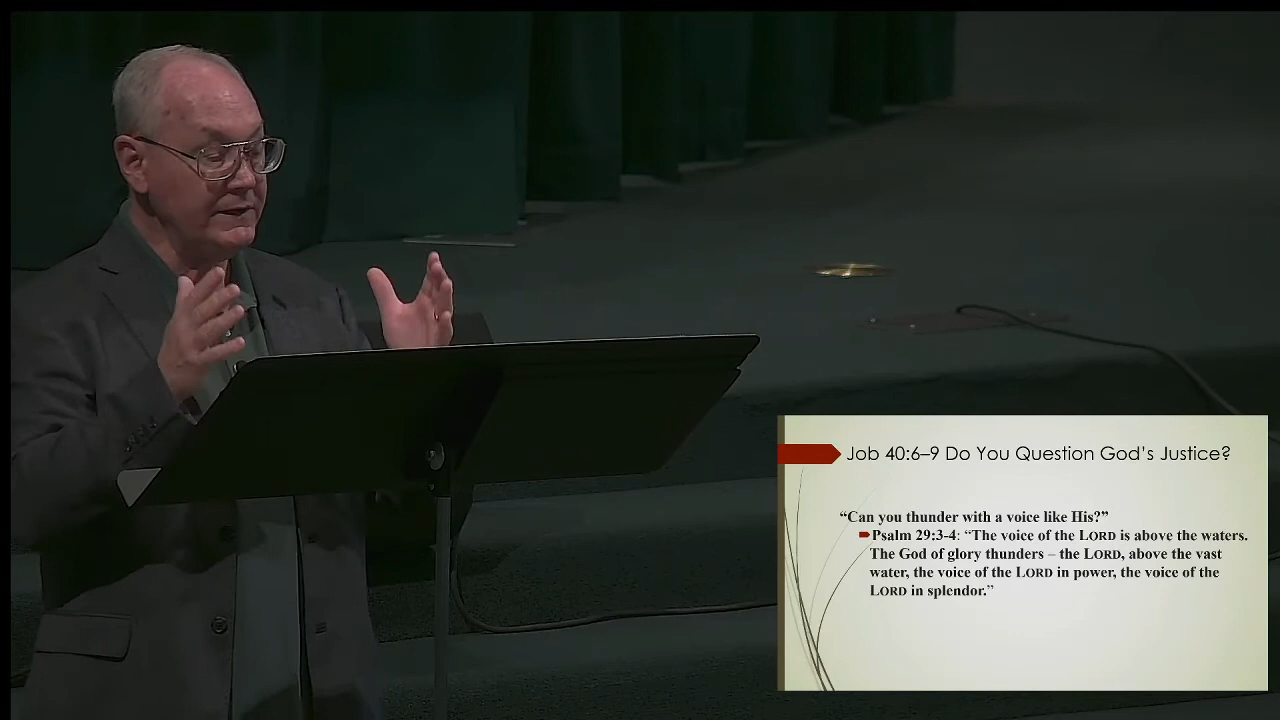 Job 40:6–9 Do You Question God's Justice?
“Can you thunder with a voice like His?”
Psalm 29:3-4: “The voice of the LORD is above the waters.
The God of glory thunders – the LORD, above the vast
water, the voice of the LORD in power, the voice of the
LORD in splendor.”